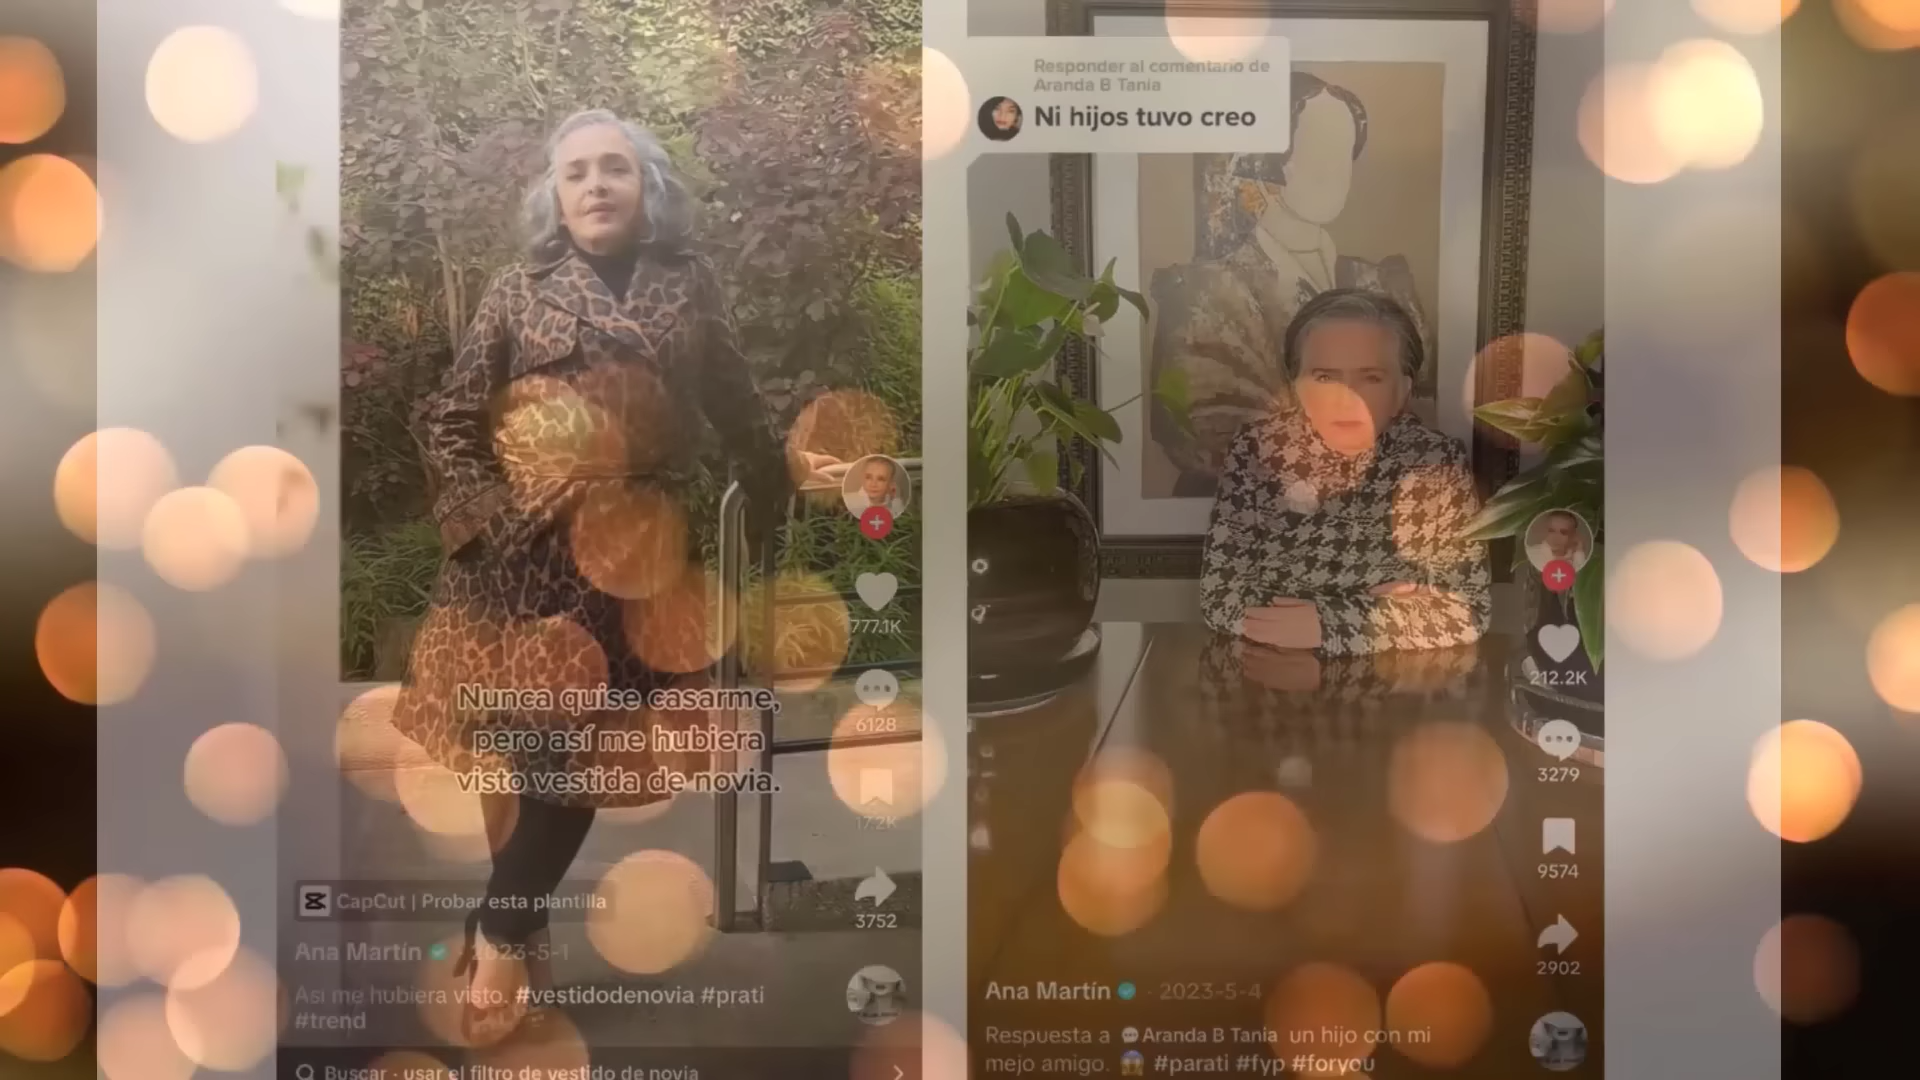 Nunca quise casarme,
pero así me hubiera
visto vestida de novia.
777.1K
6128
17.2K
3752
CapCut | Probar esta plantilla
Ana Martín · 2023-5-1
Así me hubiera visto. #vestidodenovia #prati
#trend
Buscar · usar el filtro de vestido de novia
Responder al comentario de
Aranda B Tania
Ni hijos tuvo creo
212.2K
3279
9574
2902
Ana Martín · 2023-5-4
Respuesta a Aranda B Tania un hijo con mi
mejo amigo. 😱 #parati #fyp #foryou